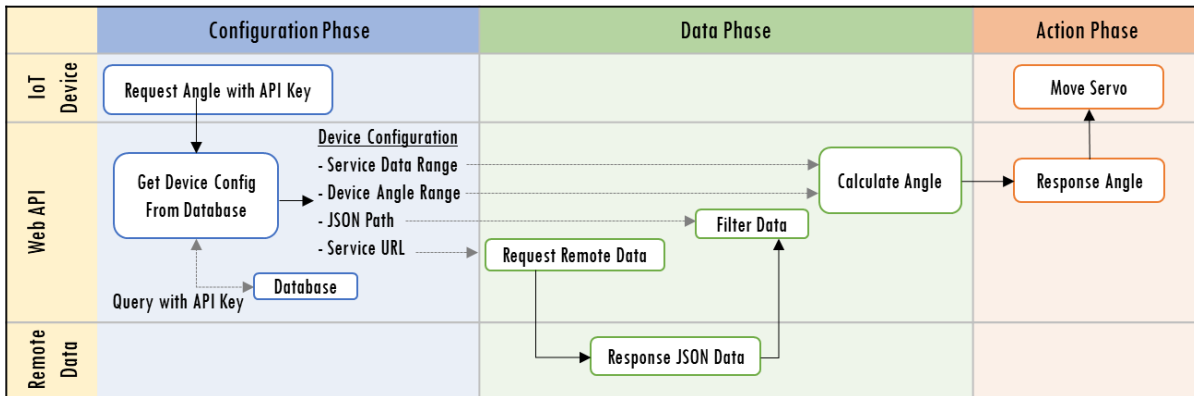 Configuration Phase
Data Phase
Action Phase
IoT
Device
Request Angle with API Key
Move Servo
Web API
Get Device Config
From Database
Device Configuration
- Service Data Range
- Device Angle Range
- JSON Path
- Service URL
Calculate Angle
Response Angle
Filter Data
Request Remote Data
Database
Query with API Key
Remote
Data
Response JSON Data